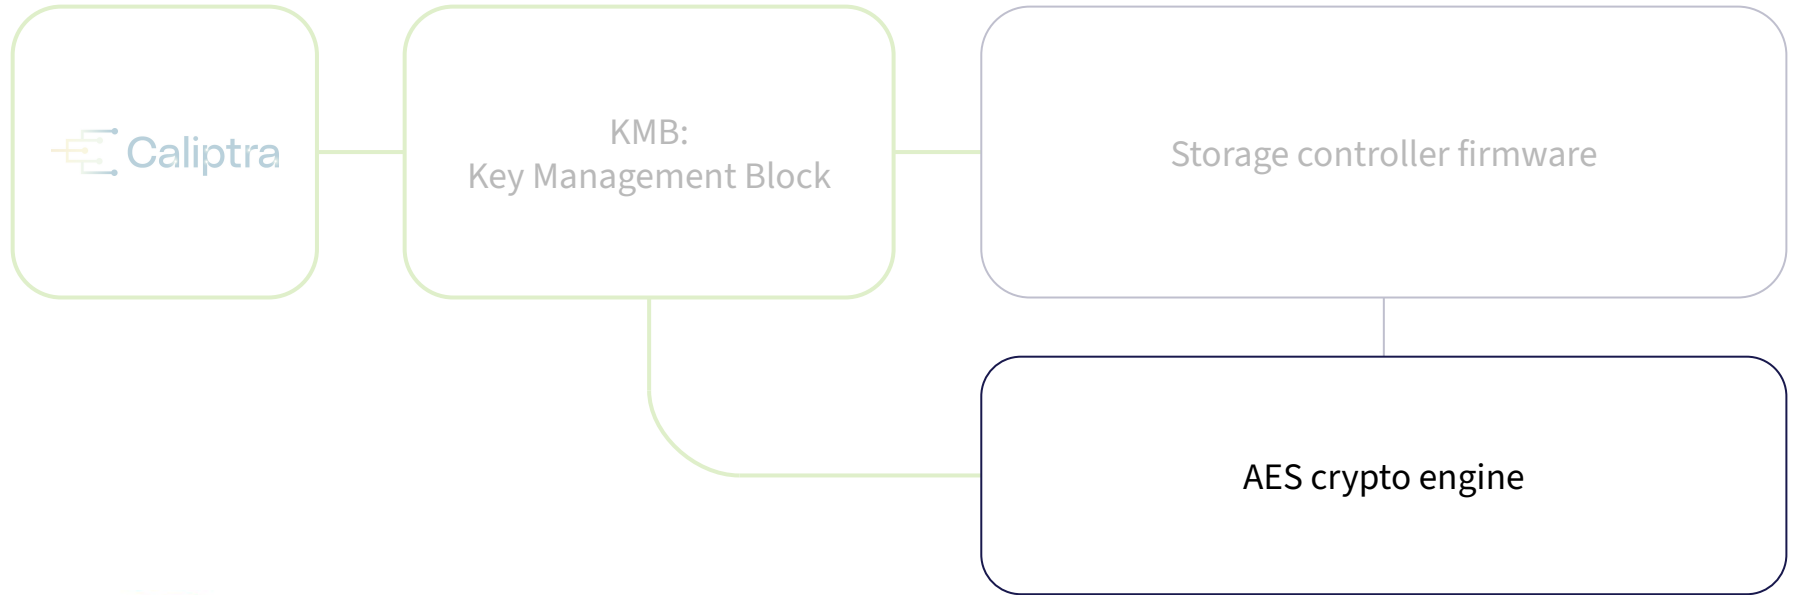 Caliptra
KMB:
Key Management Block
Storage controller firmware
AES crypto engine